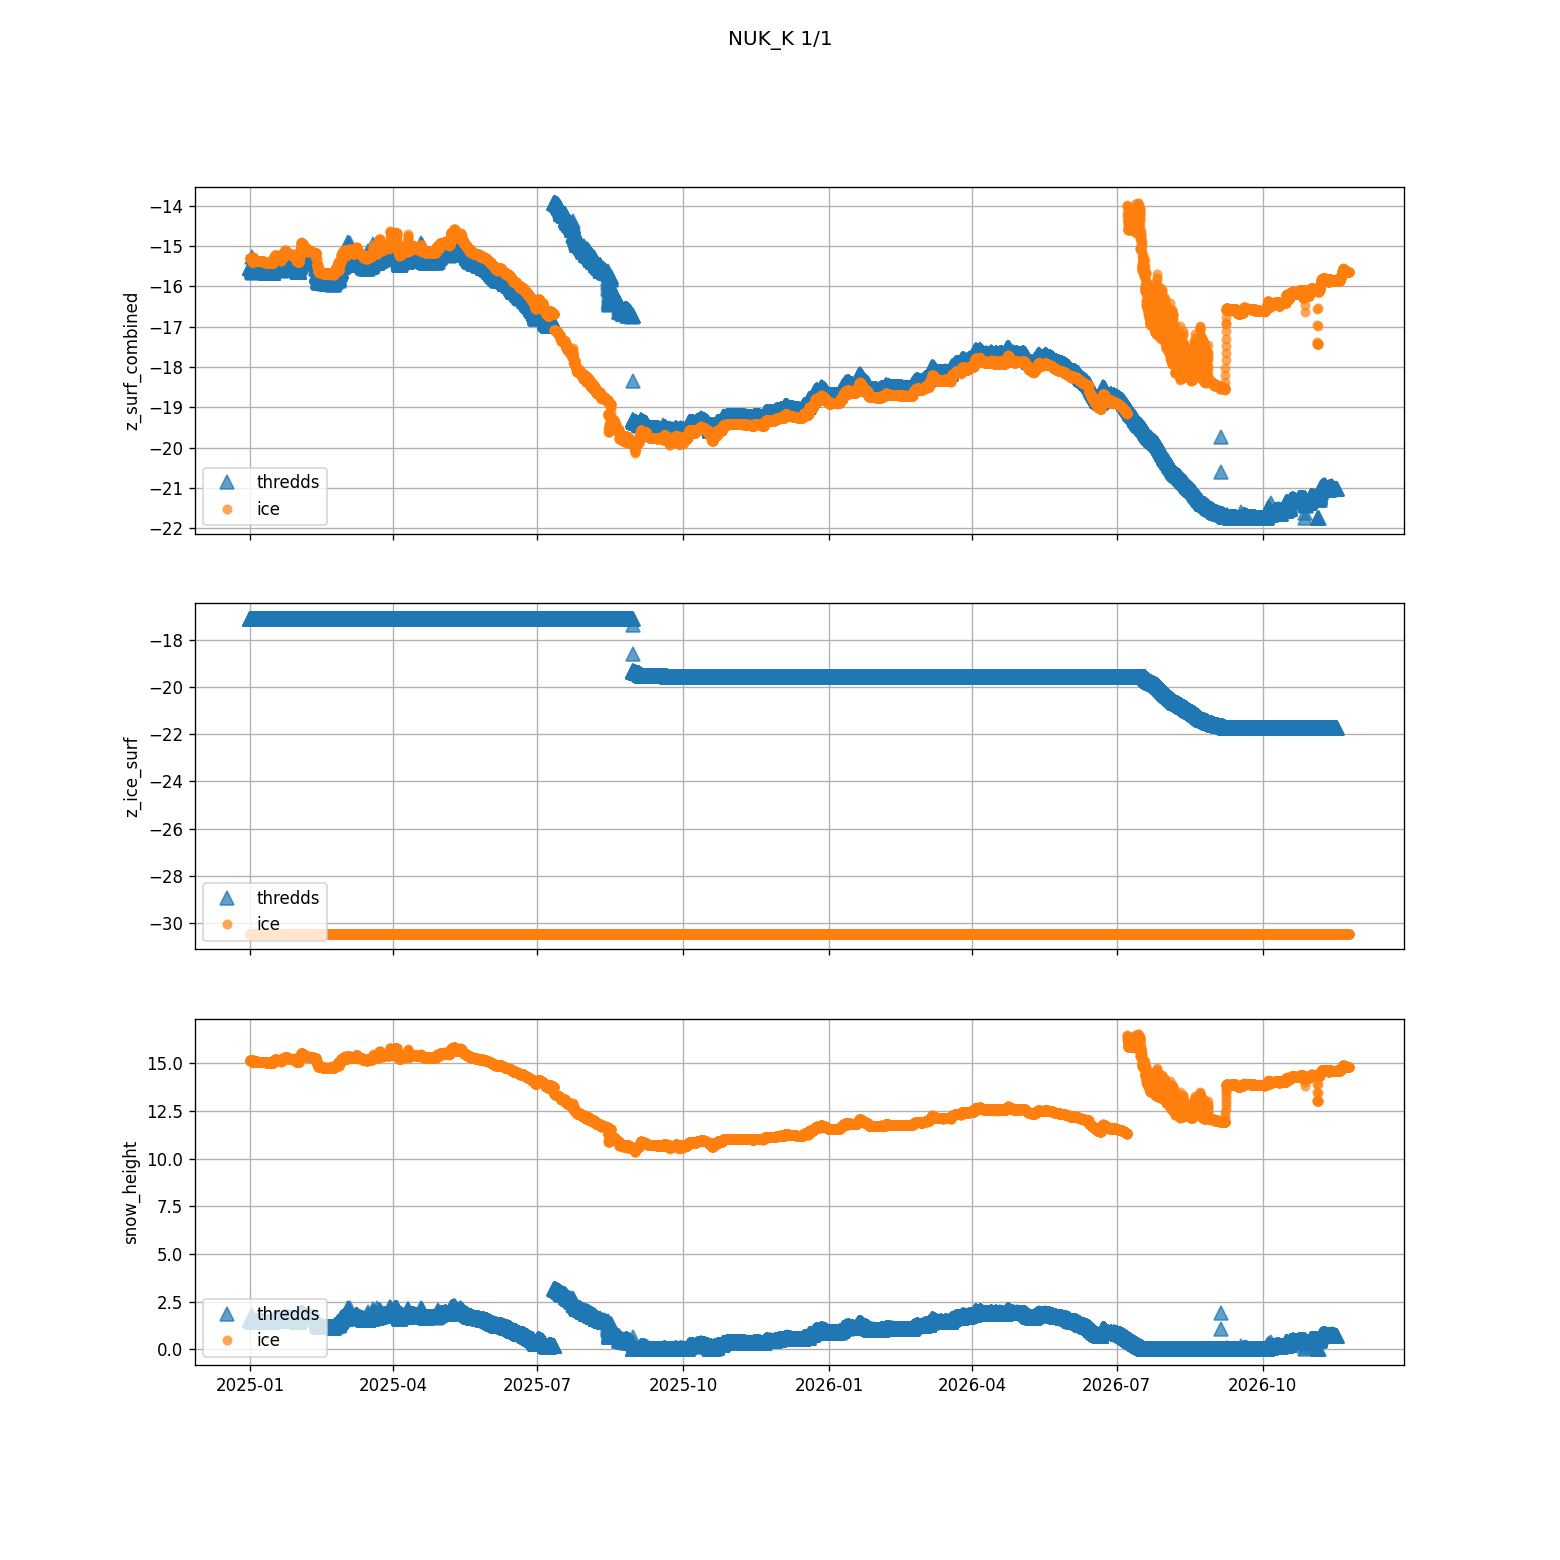 NUK_K 1/1
z_surf_combined
−14
−15
−16
−17
−18
−19
−20
−21
−22
thredds
ice
z_ice_surf
−18
−20
−22
−24
−26
−28
−30
thredds
ice
snow_height
15.0
12.5
10.0
7.5
5.0
2.5
0.0
thredds
ice
2025-01 2025-04 2025-07 2025-10 2026-01 2026-04 2026-07 2026-10